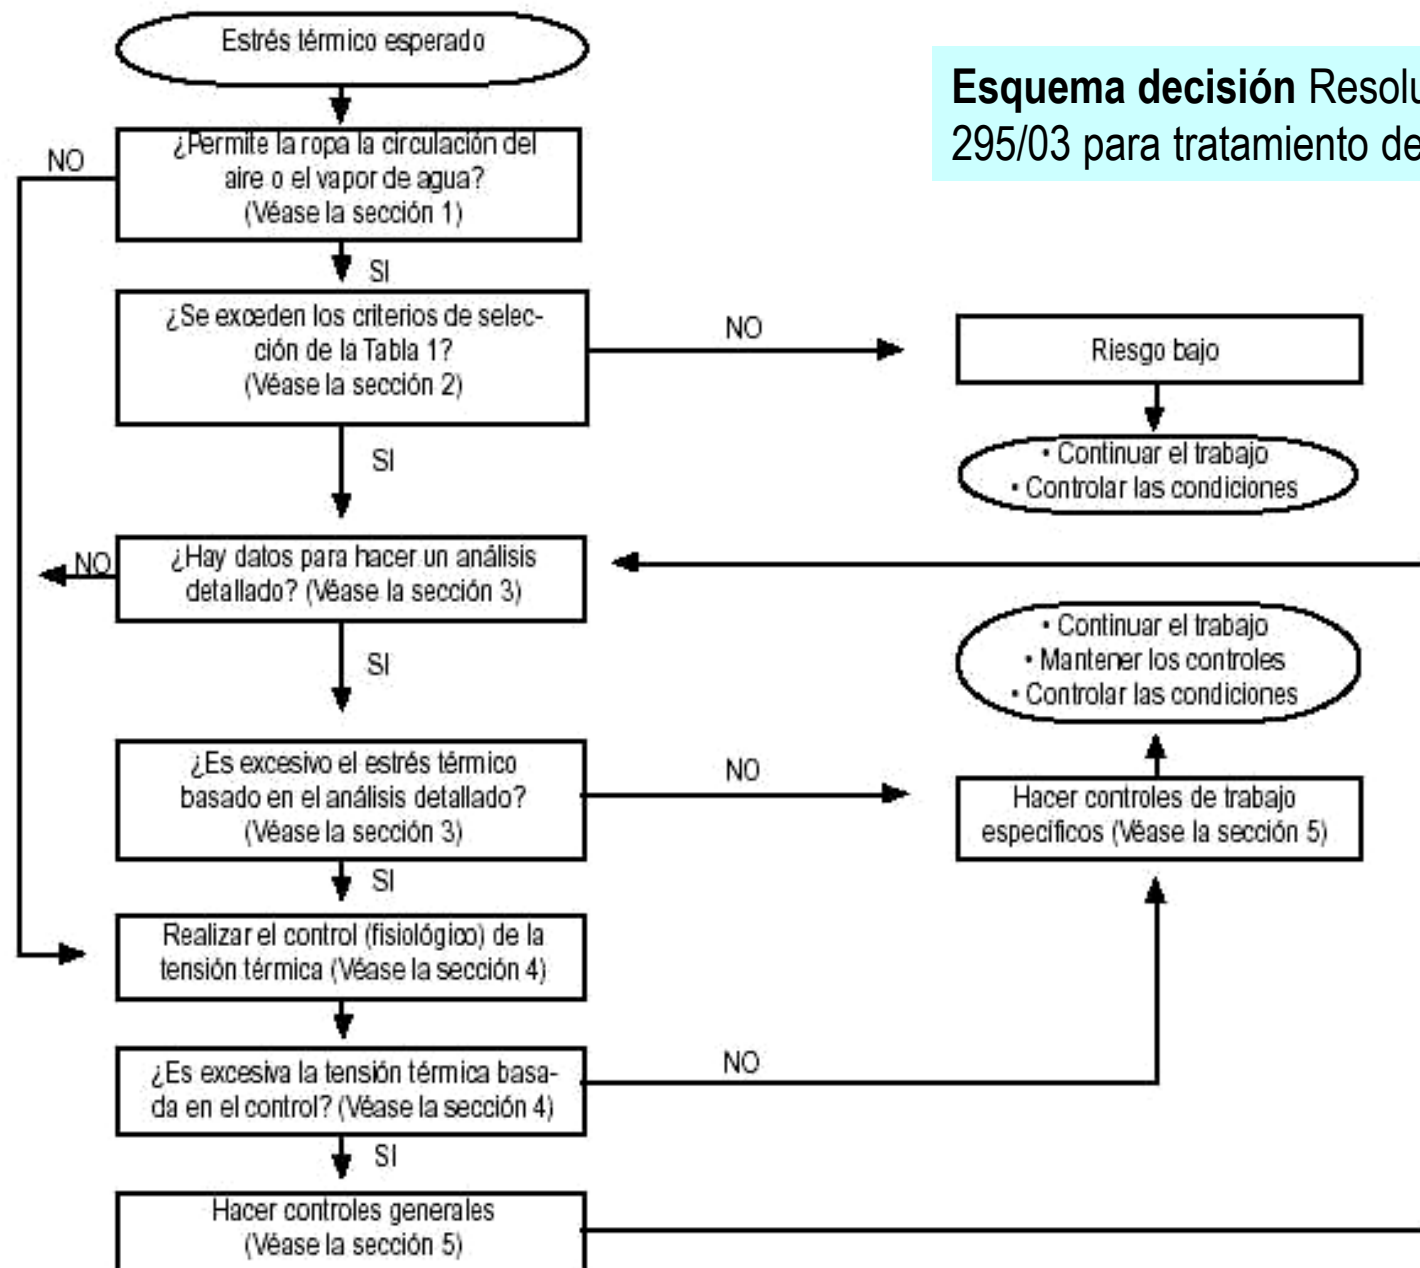 Estrés térmico esperado
Esquema decisión
295/03 para tratamiento
¿Permite la ropa la circulación del
aire o el vapor de agua?
(Véase la sección 1)
NO
SI
¿Se exceden los criterios de selec-
ción de la Tabla 1?
(Véase la sección 2)
NO
Riesgo bajo
SI
• Continuar el trabajo
• Controlar las condiciones
¿Hay datos para hacer un análisis
detallado? (Véase la sección 3)
NO
SI
• Continuar el trabajo
• Mantener los controles
• Controlar las condiciones
¿Es excesivo el estrés térmico
basado en el análisis detallado?
(Véase la sección 3)
NO
Hacer controles de trabajo
específicos (Véase la sección 5)
SI
Realizar el control (fisiológico) de la
tensión térmica (Véase la sección 4)
¿Es excesiva la tensión térmica basa-
da en el control? (Véase la sección 4)
NO
SI
Hacer controles generales
(Véase la sección 5)